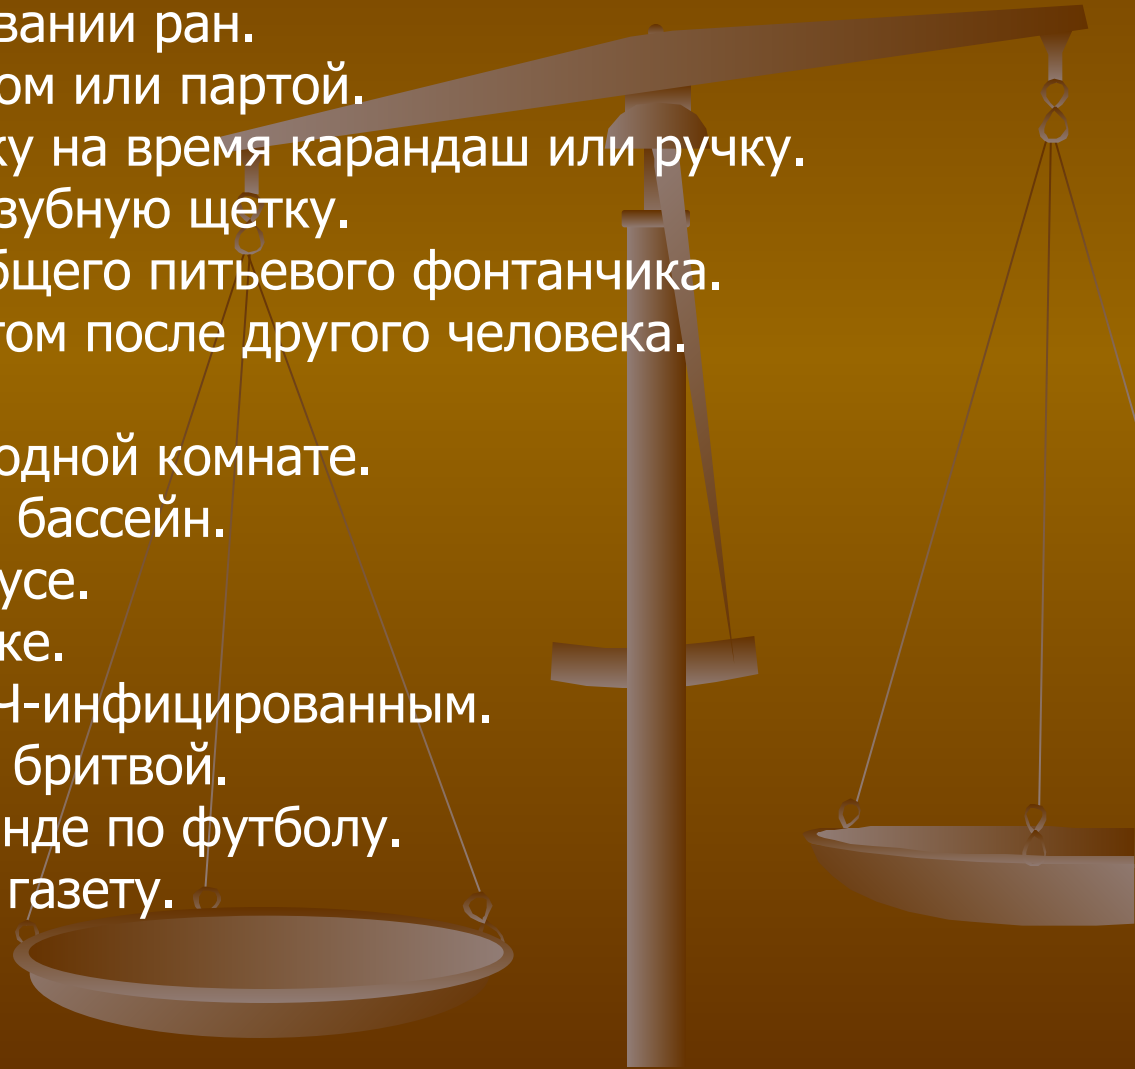 вании ран.
ом или партой.
ку на время карандаш или ручку.
зубную щетку.
бщего питьевого фонтанчика.
том после другого человека.
одной комнате.
бассейн.
усе.
ке.
Ч-инфицированным.
бритвой.
нде по футболу.
газету.